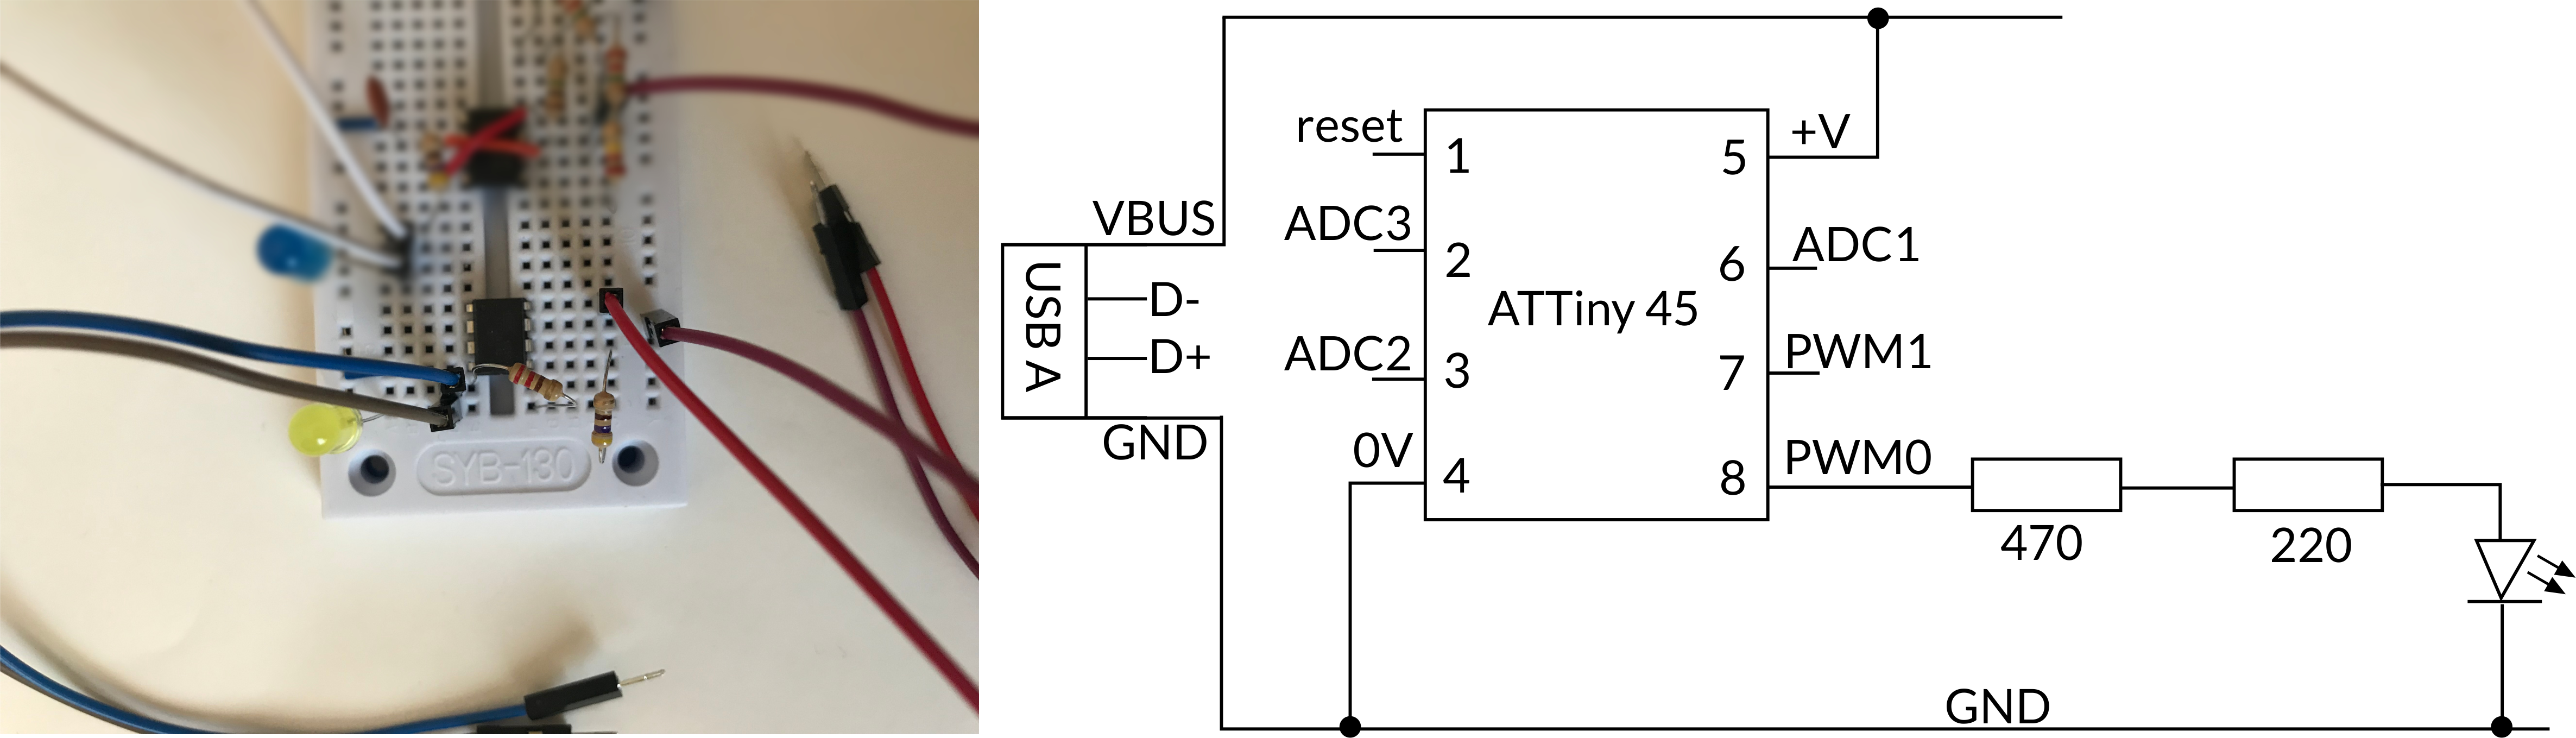 SYB-130
VBUS
D-
D+
GND
USB A
reset
ADC3
ADC2
0V
1
2
3
4
ATTiny 45
5
6
7
8
+V
ADC1
PWM1
PWM0
470
220
GND